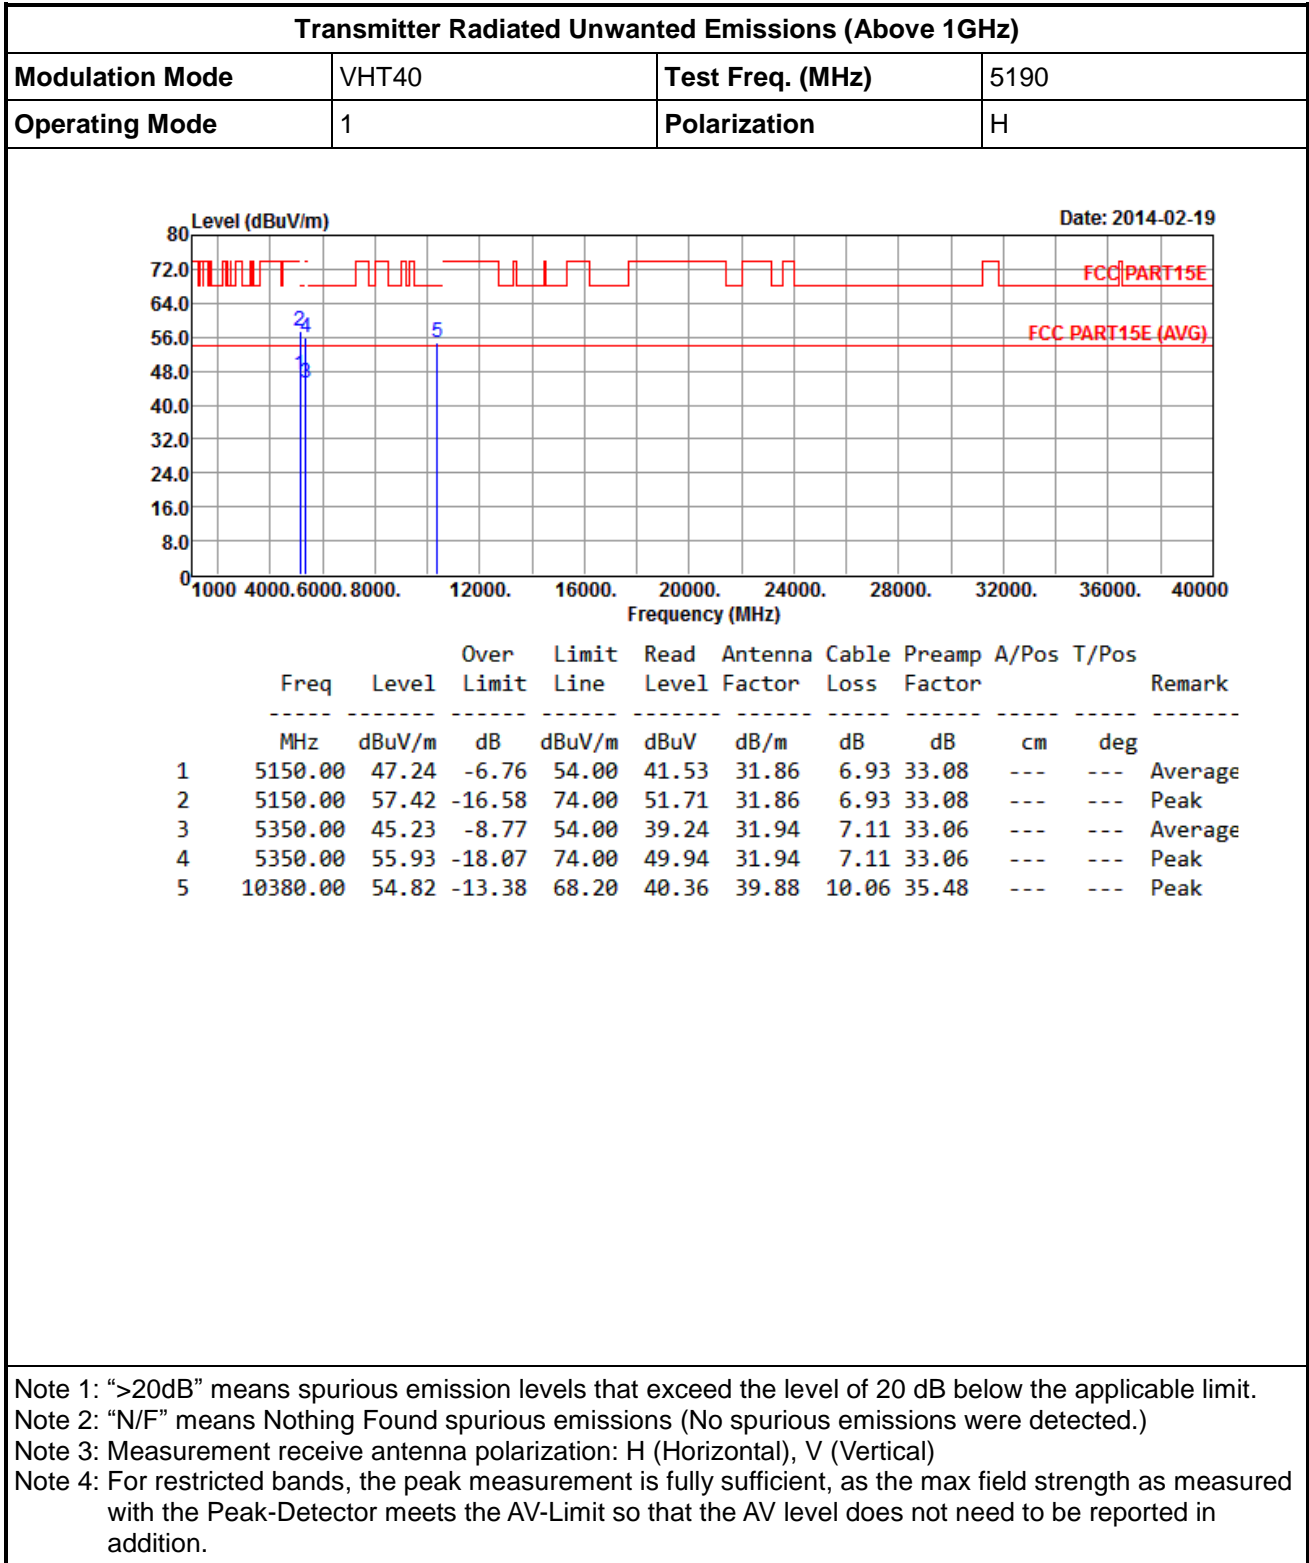 Transmitter Radiated Unwanted Emissions (Above 1GHz)
Modulation Mode VHT40 Test Freq. (MHz) 5190
Operating Mode 1 Polarization H
Level (dBuV/m) Date: 2014-02-19
80
72.0
64.0
56.0
48.0
40.0
32.0
24.0
16.0
8.0
0
FCC PART15E
FCC PART15E (AVG)
2
4
1
3
5
1000 4000. 6000. 8000. 12000. 16000. 20000. 24000. 28000. 32000. 36000. 40000
Frequency (MHz)
Over Limit Read Antenna Cable Preamp A/Pos T/Pos
Freq Level Limit Line Level Factor Loss Factor Remark
----- ------- ------ ------ ------- ------ ----- ------ ----- ----- -------
MHz dBuV/m dB dBuV/m dBuV dB/m dB dB cm deg
1 5150.00 47.24 -6.76 54.00 41.53 31.86 6.93 33.08 --- --- Average
2 5150.00 57.42 -16.58 74.00 51.71 31.86 6.93 33.08 --- --- Peak
3 5350.00 45.23 -8.77 54.00 39.24 31.94 7.11 33.06 --- --- Average
4 5350.00 55.93 -18.07 74.00 49.94 31.94 7.11 33.06 --- --- Peak
5 10380.00 54.82 -13.38 68.20 40.36 39.88 10.06 35.48 --- --- Peak
Note 1: “>20dB” means spurious emission levels that exceed the level of 20 dB below the applicable limit.
Note 2: “N/F” means Nothing Found spurious emissions (No spurious emissions were detected.)
Note 3: Measurement receive antenna polarization: H (Horizontal), V (Vertical)
Note 4: For restricted bands, the peak measurement is fully sufficient, as the max field strength as measured
with the Peak-Detector meets the AV-Limit so that the AV level does not need to be reported in
addition.